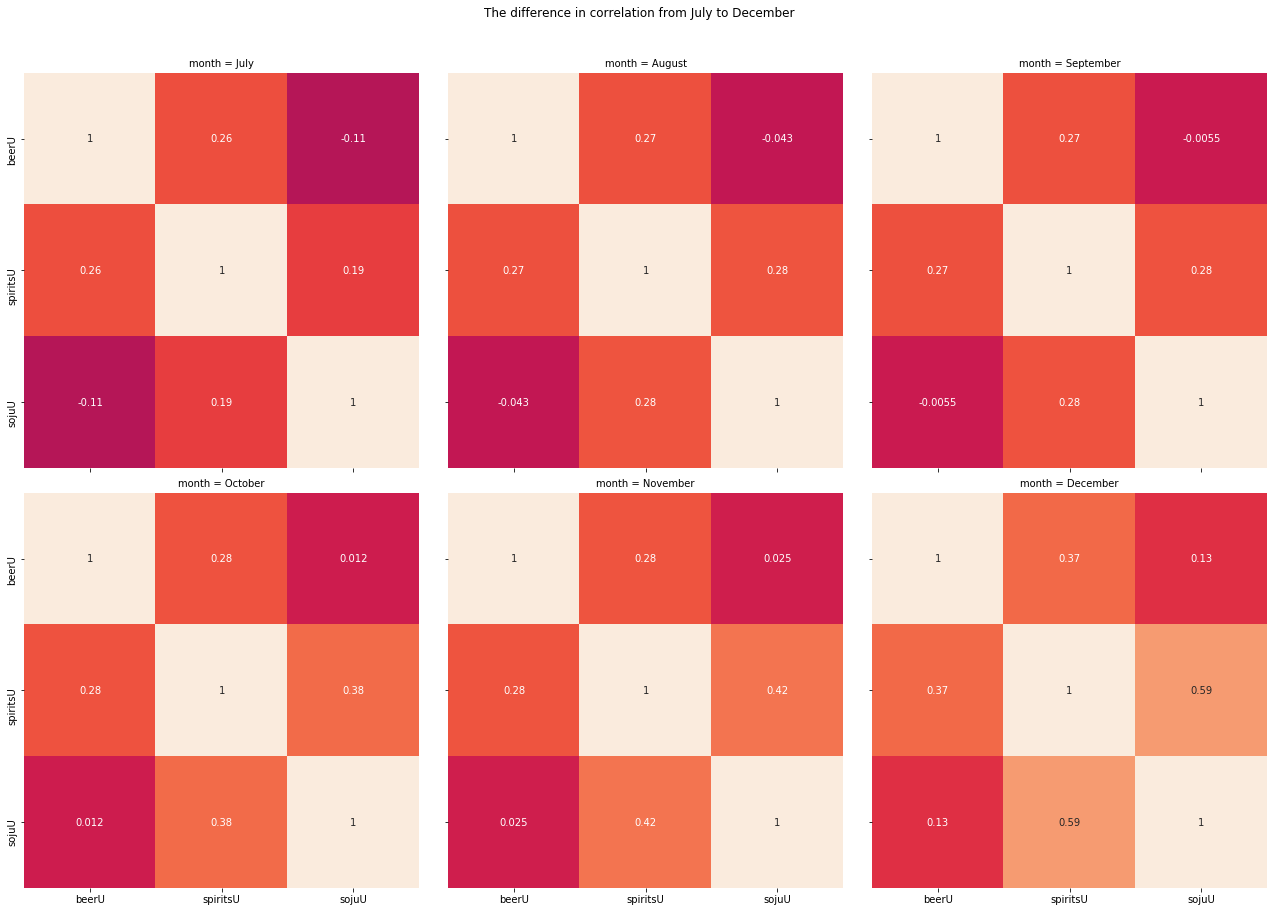 The difference in correlation from July to December
month = July
month = August
month = September
beerU
1
0.26
-0.11
1
0.27
-0.043
1
0.27
-0.0055
spiritsU
0.26
1
0.19
0.27
1
0.28
0.27
1
0.28
sojuU
-0.11
0.19
1
-0.043
0.28
1
-0.0055
0.28
1
month = October
month = November
month = December
beerU
1
0.28
0.012
1
0.28
0.025
1
0.37
0.13
spiritsU
0.28
1
0.38
0.28
1
0.42
0.37
1
0.59
sojuU
0.012
0.38
1
0.025
0.42
1
0.13
0.59
1
beerU
spiritsU
sojuU
beerU
spiritsU
sojuU
beerU
spiritsU
sojuU